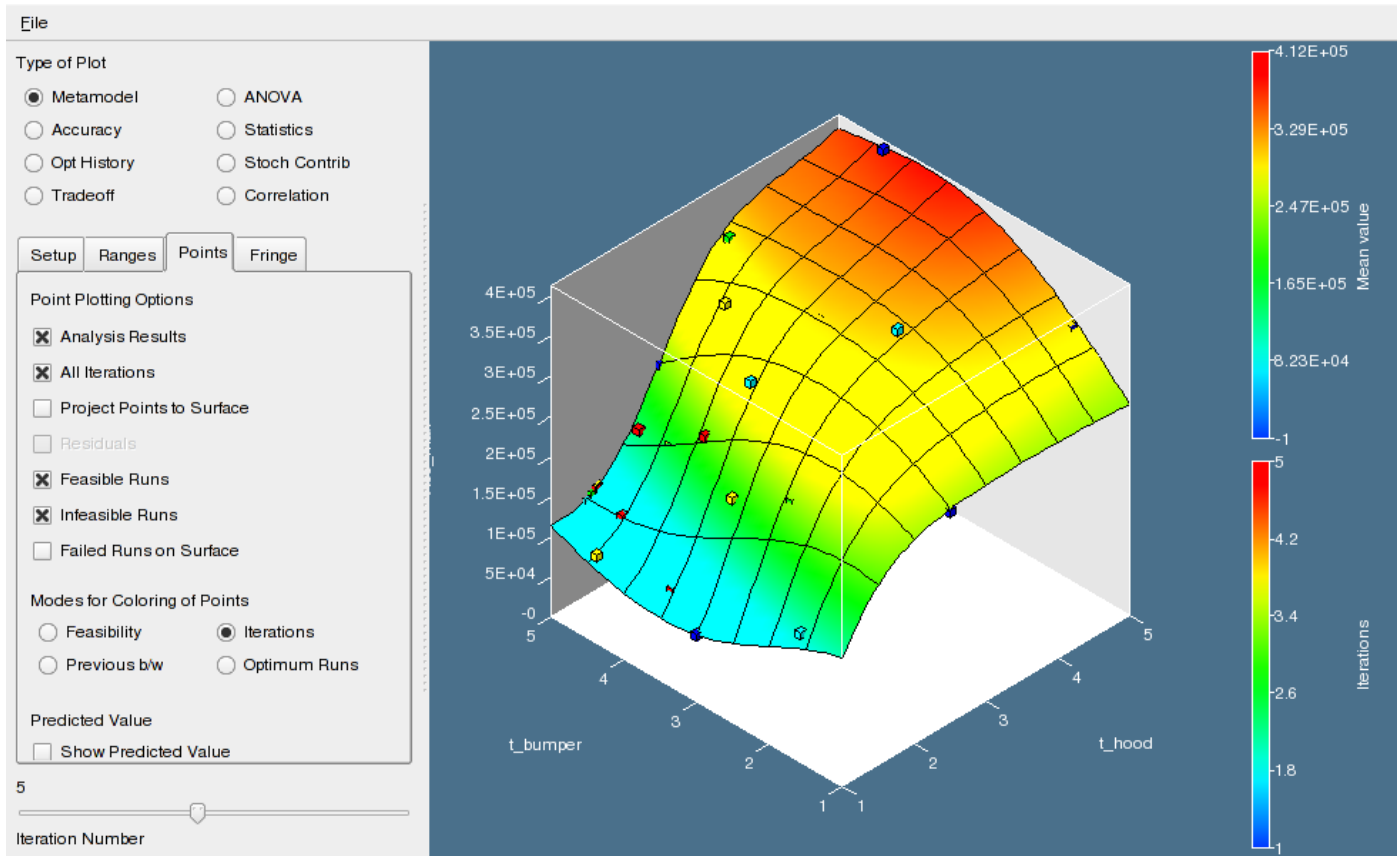 File
Type of Plot
Metamodel ANOVA
Accuracy Statistics
Opt History Stoch Contrib
Tradeoff Correlation
Setup Ranges Points Fringe
Point Plotting Options
Analysis Results
All Iterations
Project Points to Surface
Residuals
Feasible Runs
Infeasible Runs
Failed Runs on Surface
Modes for Coloring of Points
Feasibility Iterations
Previous b/w Optimum Runs
Predicted Value
Show Predicted Value
5
Iteration Number
4E+05
3.5E+05
3E+05
2.5E+05
2E+05
1.5E+05
1E+05
5E+04
-0
5
4
3
2
1
t_bumper
1
2
3
4
5
t_hood
4.12E+05
3.29E+05
2.47E+05
1.65E+05
8.23E+04
-1
Mean value
5
4.2
3.4
2.6
1.8
1
Iterations